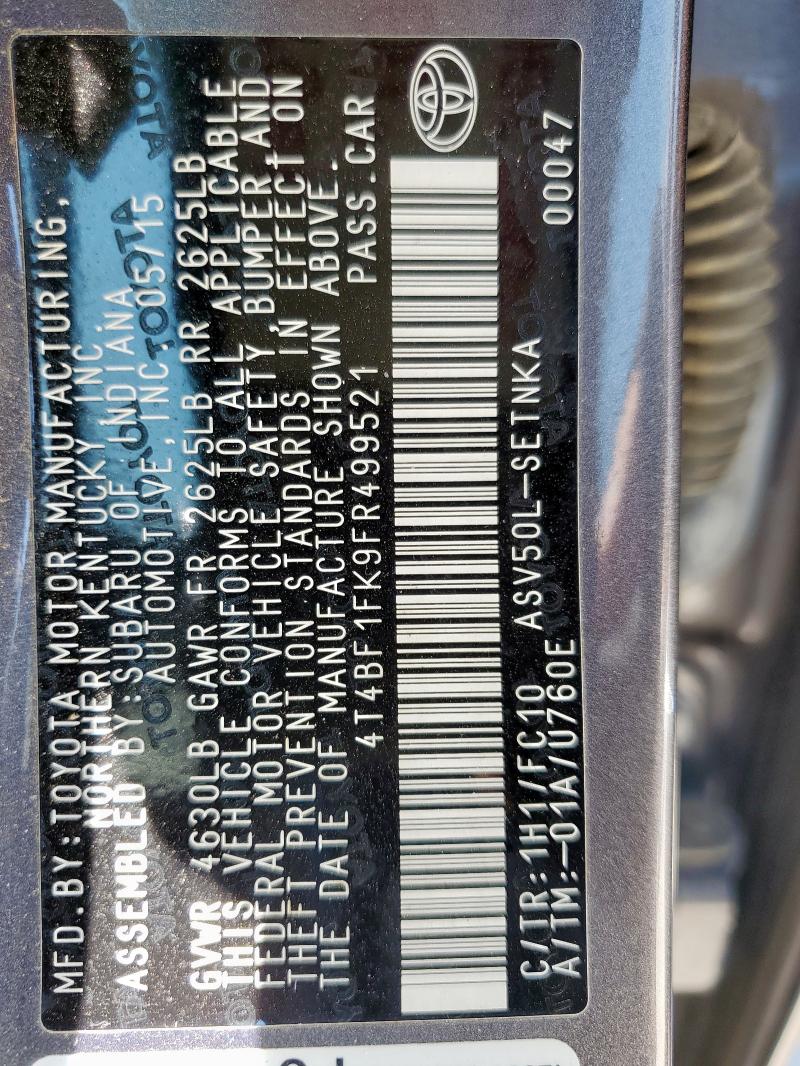 MFD.BY:TOYOTA MOTOR MANUFACTURING,
NORTHERN KENTUCKY INC.
ASSEMBLED BY:SUBARU OF INDIANA
AUTOMOTIVE,INC. 05/15
GVWR 4630LB GAWR FR 2625LB RR 2625LB
THIS VEHICLE CONFORMS TO ALL APPLICABLE
FEDERAL MOTOR VEHICLE SAFETY,BUMPER,AND
THEFT PREVENTION STANDARDS IN EFFECT ON
THE DATE OF MANUFACTURE SHOWN ABOVE.
4T4BF1FK9FR499521 PASS.CAR
C/TR:1H1/FC10 ASV50L-SETNKA 00047
A/TM:-01A/U760E